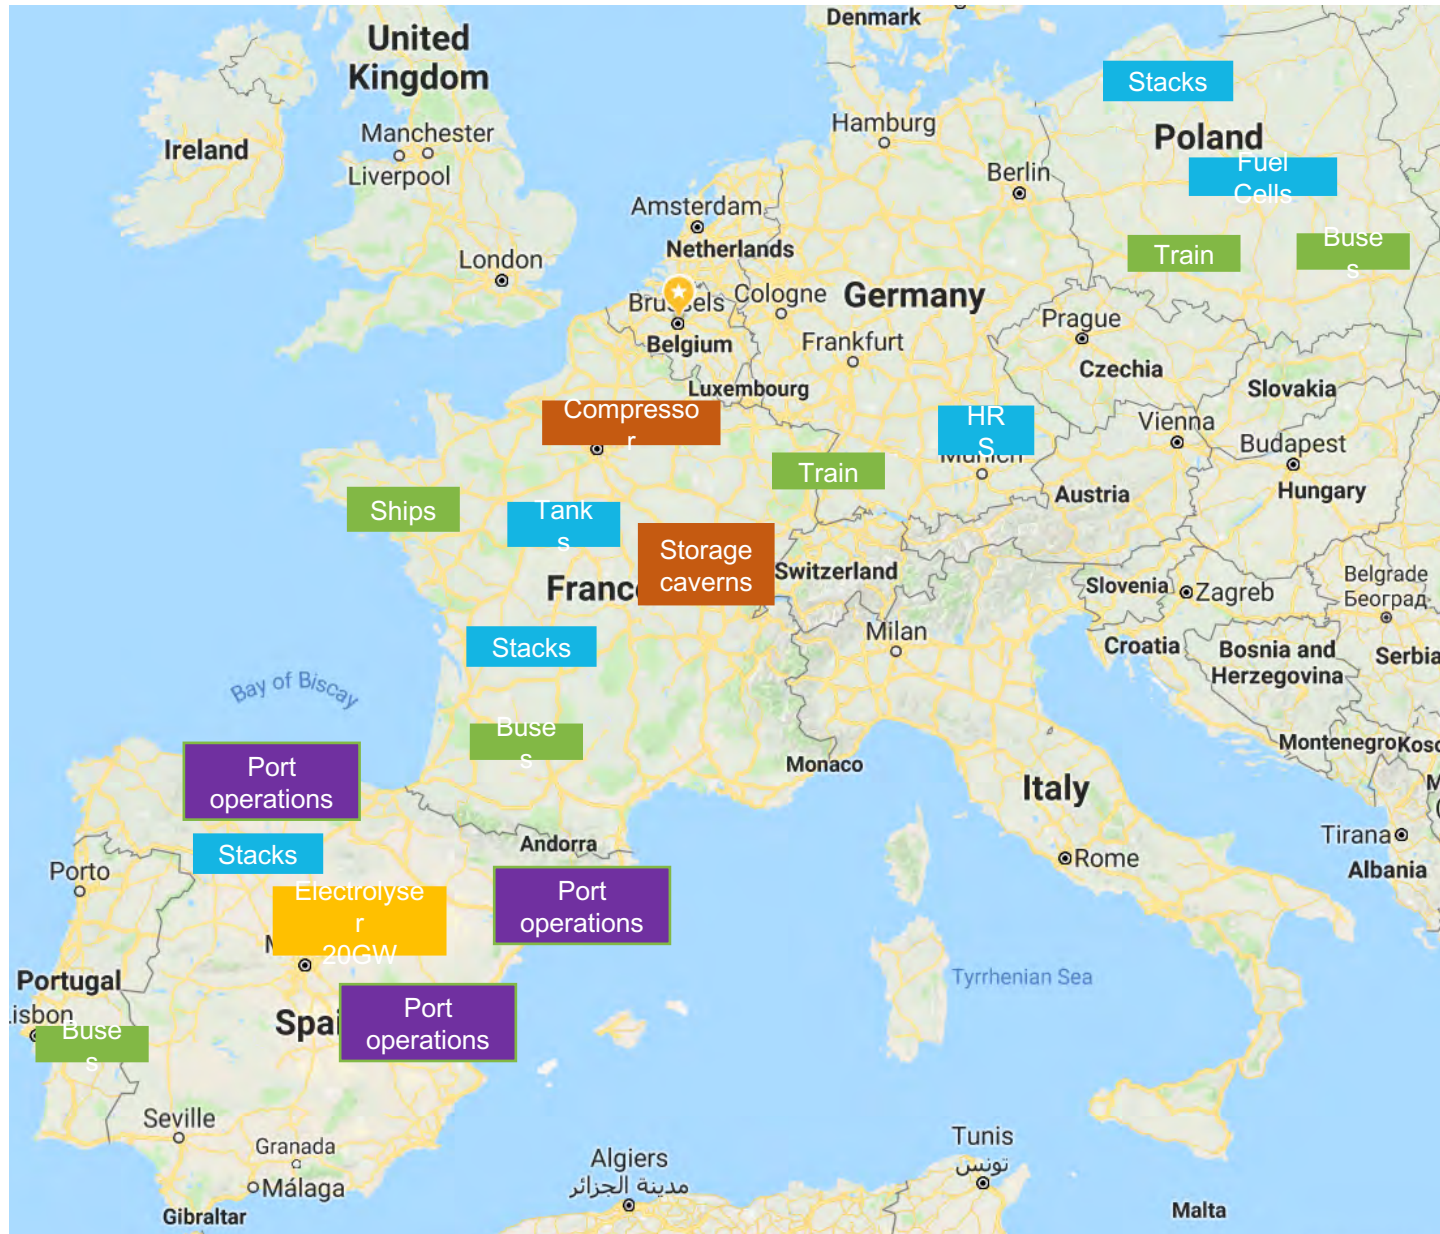 Denmark
United
Kingdom
Stacks
Hamburg
Manchester
Poland
Ireland
Liverpool
Fuel
Cells
Berlin
Amsterdam
Netherlands
London
Train
Buse
s
Brussels
Cologne
Germany
Belgium
Frankfurt
Prague
Czechia
Luxembourg
Slovakia
Compresso
r
HR
S
Munich
Vienna
Budapest
Train
Austria
Hungary
Ships
Tank
s
Storage
caverns
France
Switzerland
Slovenia
Zagreb
Belgrade
Београд
Stacks
Milan
Croatia
Bosnia and
Herzegovina
Serbia
Bay of Biscay
Buse
s
Montenegro
Koso
Monaco
Port
operations
Italy
M
Tirana
Andorra
Stacks
Porto
Rome
Albania
Port
operations
Electrolyse
r
20GW
M
Portugal
Tyrrhenian Sea
Lisbon
Buse
s
Spai
Port
operations
Seville
Granada
Málaga
Gibraltar
Algiers
مدينة الجزائر
Tunis
تونس
Malta